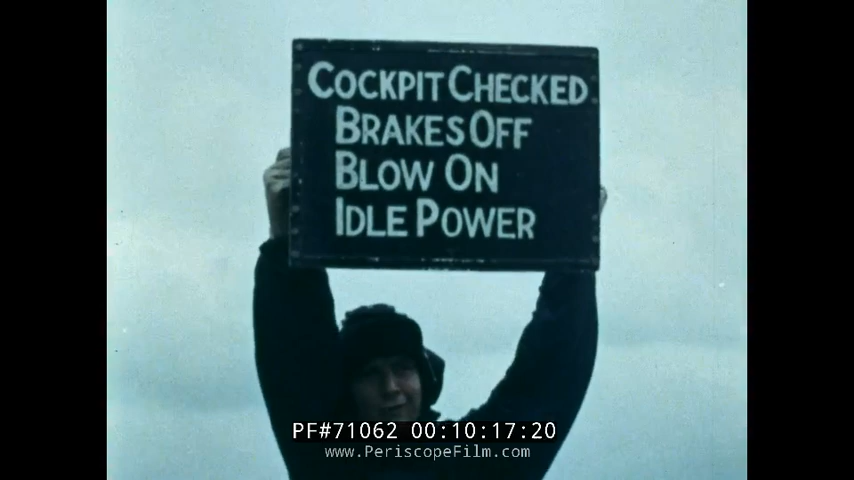 COCKPIT CHECKED
BRAKES OFF
BLOW ON
IDLE POWER
PF#71062 00:10:17:20
www.PeriscopeFilm.com